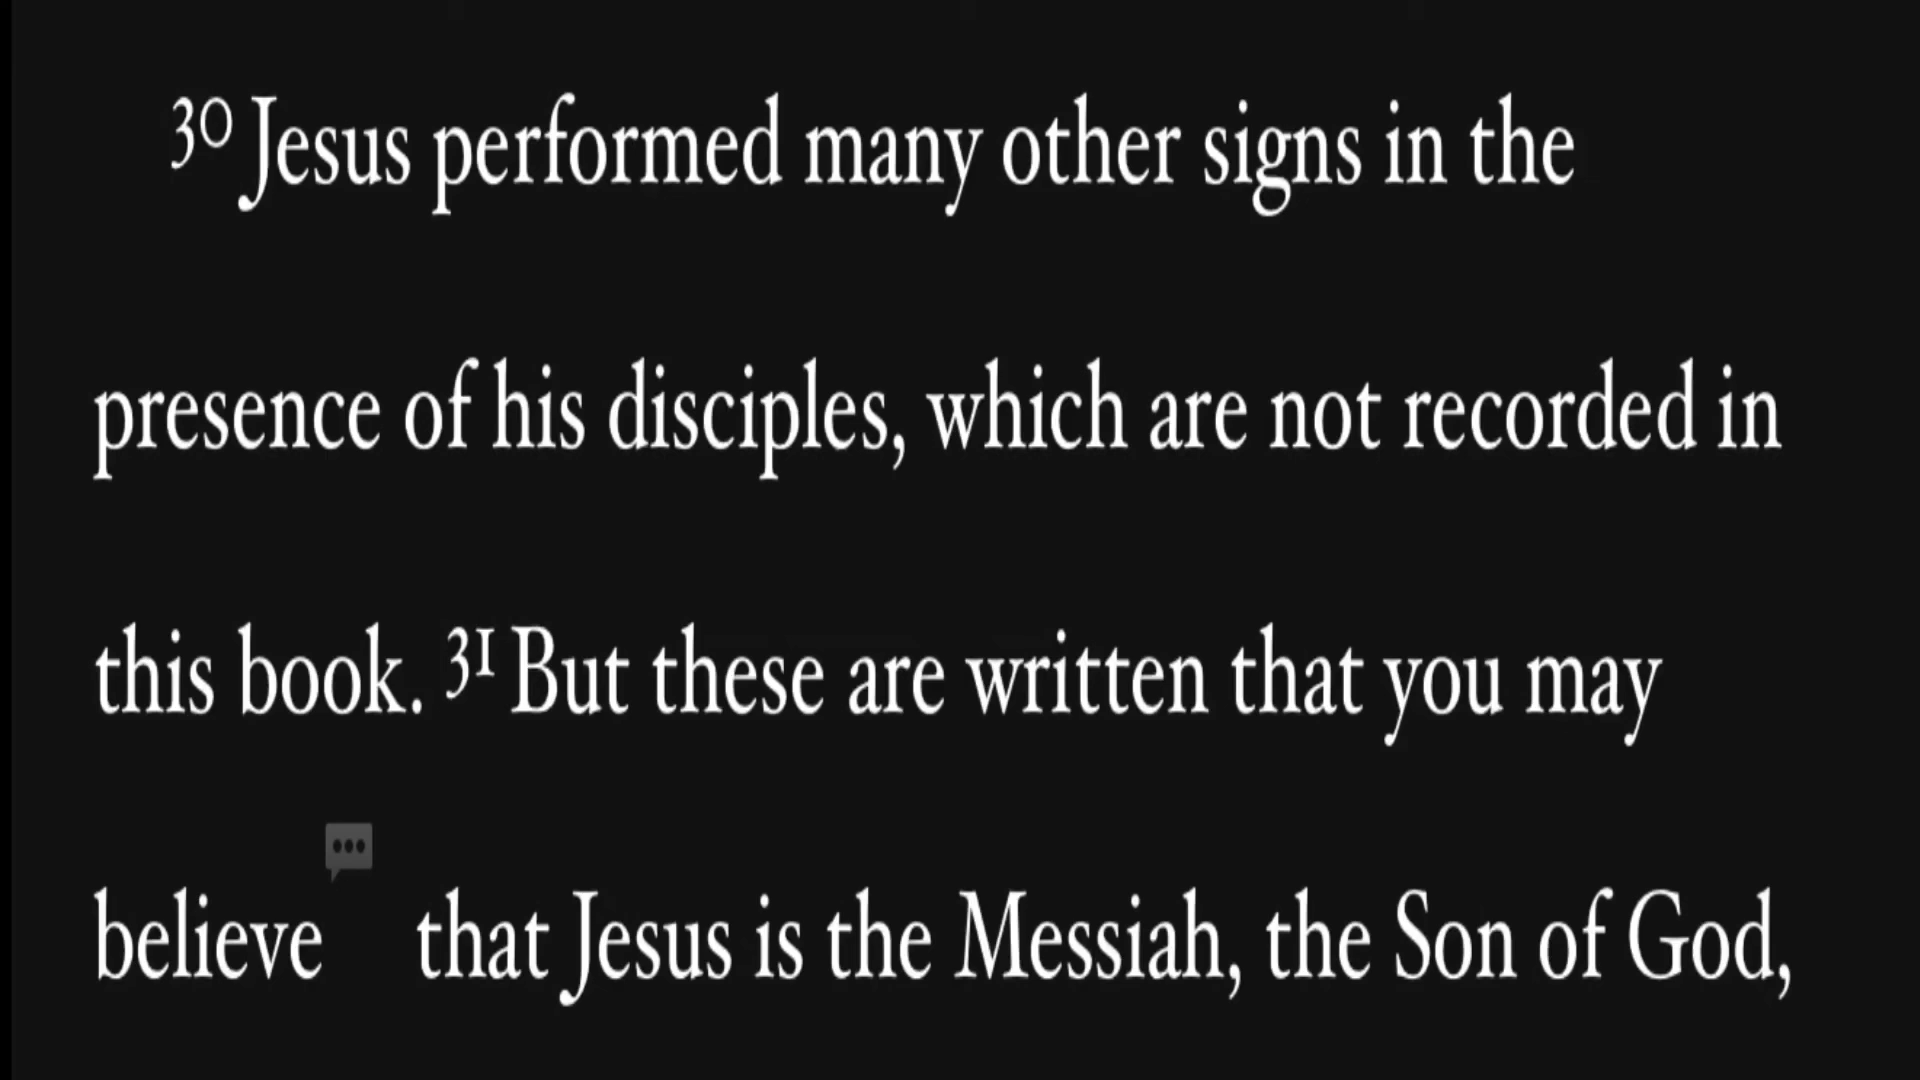 30 Jesus performed many other signs in the
presence of his disciples, which are not recorded in
this book. 31 But these are written that you may
believe that Jesus is the Messiah, the Son of God,